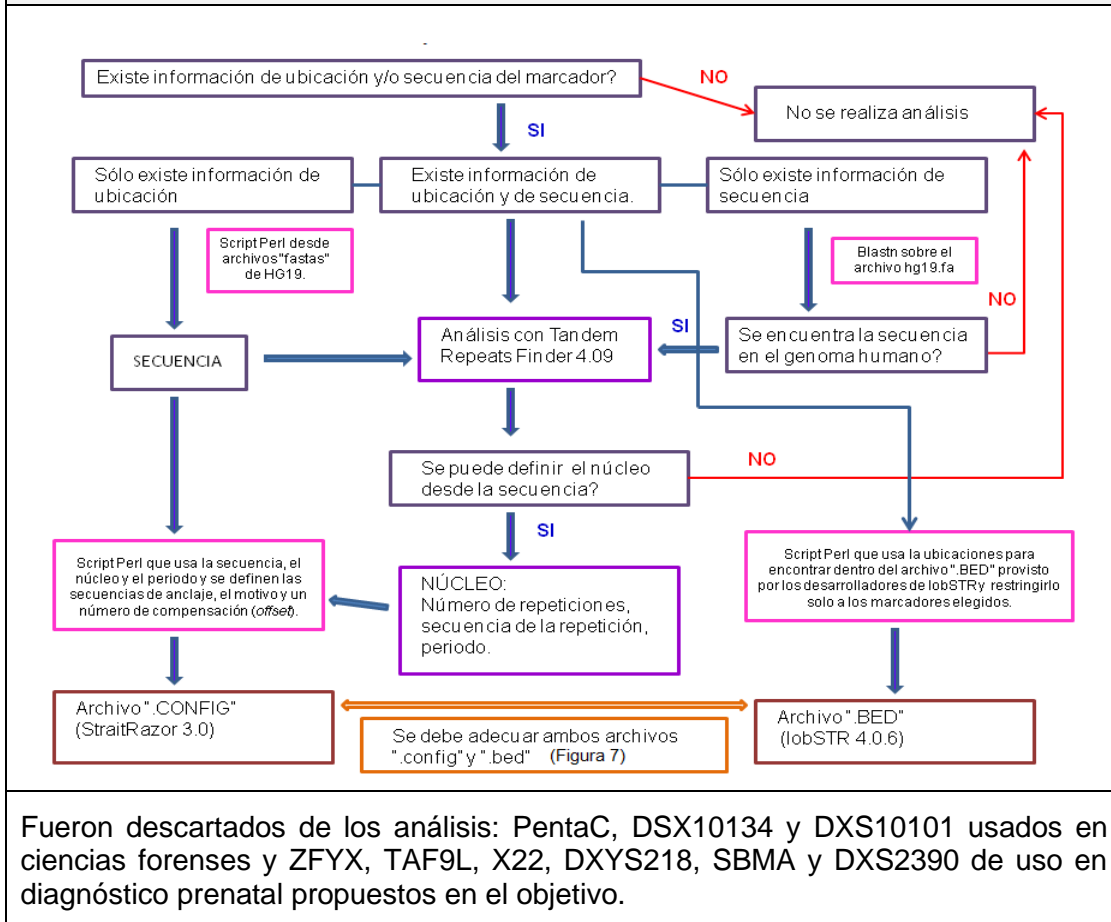 Existe información de ubicación y/o secuencia del marcador?
NO
No se realiza análisis
SI
Sólo existe información de
ubicación
Existe información de
ubicación y de secuencia.
Sólo existe información de
secuencia
Script Perl desde
archivos"fastas"
de HG19.
Blastn sobre el
archivo hg19.fa
NO
SECUENCIA
Análisis con Tandem
Repeats Finder 4.09
SI
Se encuentra la secuencia
en el genoma humano?
Se puede definir el núcleo
desde la secuencia?
NO
SI
Script Perl que usa la secuencia, el
núcleo y el periodo y se definen las
secuencias de anclaje, el motivo y un
número de compensación (offset).
NÚCLEO:
Número de repeticiones,
secuencia de la repetición,
periodo.
Script Perl que usa la ubicaciones para
encontrar dentro del archivo ".BED" provisto
por los desarrolladores de lobSTR y restringirlo
solo a los marcadores elegidos.
Archivo ".CONFIG"
(StraitRazor 3.0)
Se debe adecuar ambos archivos
".config" y ".bed" (Figura 7)
Archivo ".BED"
(lobSTR 4.0.6)
Fueron descartados de los análisis: PentaC, DSX10134 y DXS10101 usados en
ciencias forenses y ZFYX, TAF9L, X22, DXYS218, SBMA y DXS2390 de uso en
diagnóstico prenatal propuestos en el objetivo.